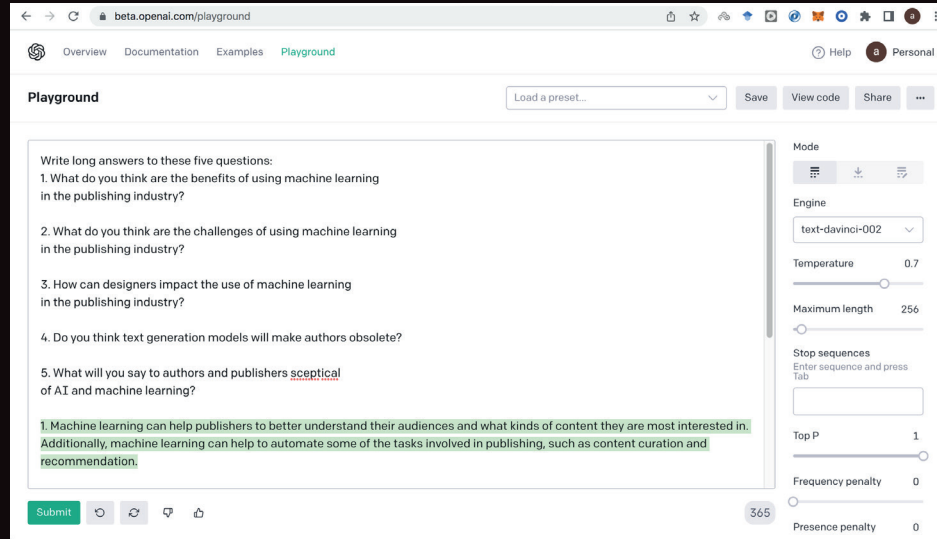 beta.openai.com/playground
a
Overview Documentation Examples Playground
Help a Personal
Playground
Load a preset...
Save View code Share ...
Write long answers to these five questions:
1. What do you think are the benefits of using machine learning
in the publishing industry?
2. What do you think are the challenges of using machine learning
in the publishing industry?
3. How can designers impact the use of machine learning
in the publishing industry?
4. Do you think text generation models will make authors obsolete?
5. What will you say to authors and publishers sceptical
of AI and machine learning?
1. Machine learning can help publishers to better understand their audiences and what kinds of content they are most interested in.
Additionally, machine learning can help to automate some of the tasks involved in publishing, such as content curation and
recommendation.
Submit
365
Mode
Engine
text-davinci-002
Temperature 0.7
Maximum length 256
Stop sequences
Enter sequence and press
Tab
Top P 1
Frequency penalty 0
Presence penalty 0